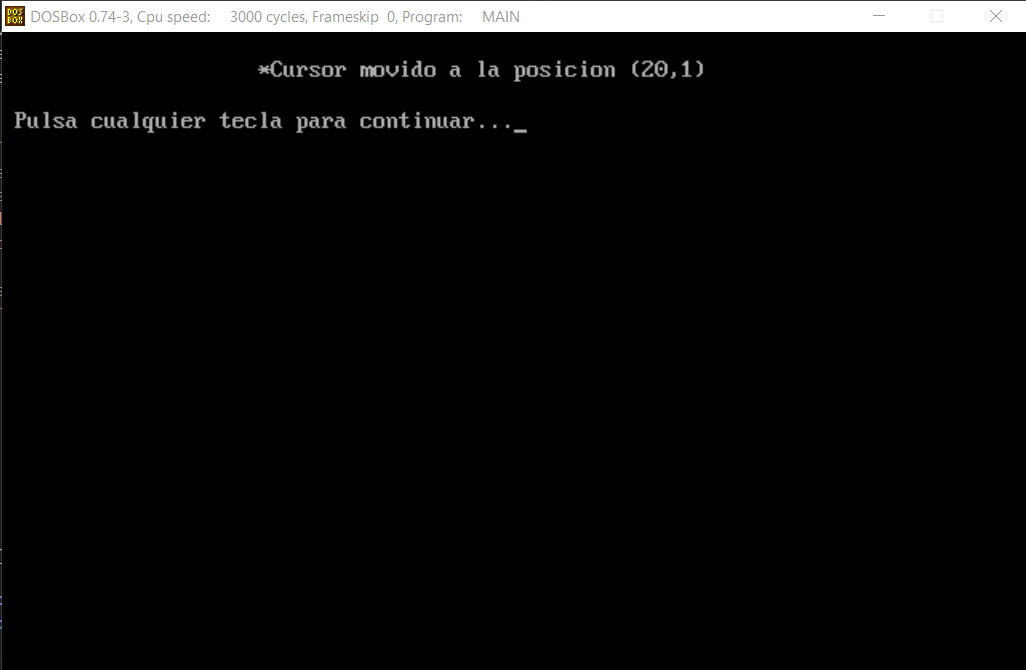 DOS BOX
DOSBox 0.74-3, Cpu speed: 3000 cycles, Frameskip 0, Program: MAIN
*Cursor movido a la posicion (20,1)
Pulsa cualquier tecla para continuar..._